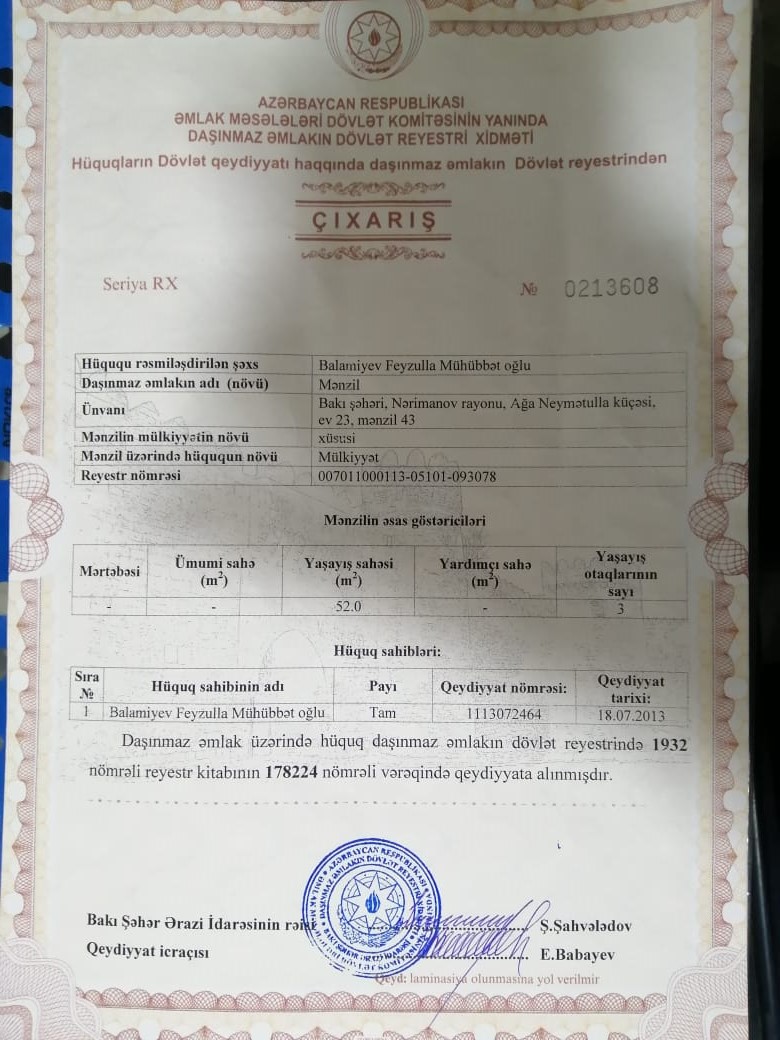 AZƏRBAYCAN RESPUBLİKASI
ƏMLAK MƏSƏLƏLƏRİ DÖVLƏT KOMİTƏSİNİN YANINDA
DAŞINMAZ ƏMLAKIN DÖVLƏT REYESTRİ XİDMƏTİ
Hüquqların Dövlət qeydiyyatı haqqında daşınmaz əmlakın Dövlət reyestrindən
ÇIXARIŞ
Seriya RX № 0213608
Hüququ rəsmiləşdirilən şəxs Balamiyev Feyzulla Mühübbət oğlu
Daşınmaz əmlakın adı (növü) Mənzil
Ünvanı Bakı şəhəri, Nərimanov rayonu, Ağa Neymətulla küçəsi,
ev 23, mənzil 43
Mənzilin mülkiyyətin növü xüsusi
Mənzil üzərində hüququn növü Mülkiyyət
Reyestr nömrəsi 007011000113-05101-093078
Mənzilin əsas göstəriciləri
Mərtəbəsi Ümumi sahə (m²) Yaşayış sahəsi (m²) Yardımçı sahə (m²) Yaşayış otaqlarının sayı
- - 52.0 - 3
Hüquq sahibləri:
Sıra № Hüquq sahibinin adı Payı Qeydiyyat nömrəsi: Qeydiyyat tarixi:
1 Balamiyev Feyzulla Mühübbət oğlu Tam 1113072464 18.07.2013
Daşınmaz əmlak üzərində hüquq daşınmaz əmlakın dövlət reyestrində 1932
nömrəli reyestr kitabının 178224 nömrəli vərəqində qeydiyyata alınmışdır.
Bakı Şəhər Ərazi İdarəsinin Ş.Şahvələdov
Qeydiyyat icraçısı E.Babayev
Qeyd: laminasiya olunmasına yol verilmir